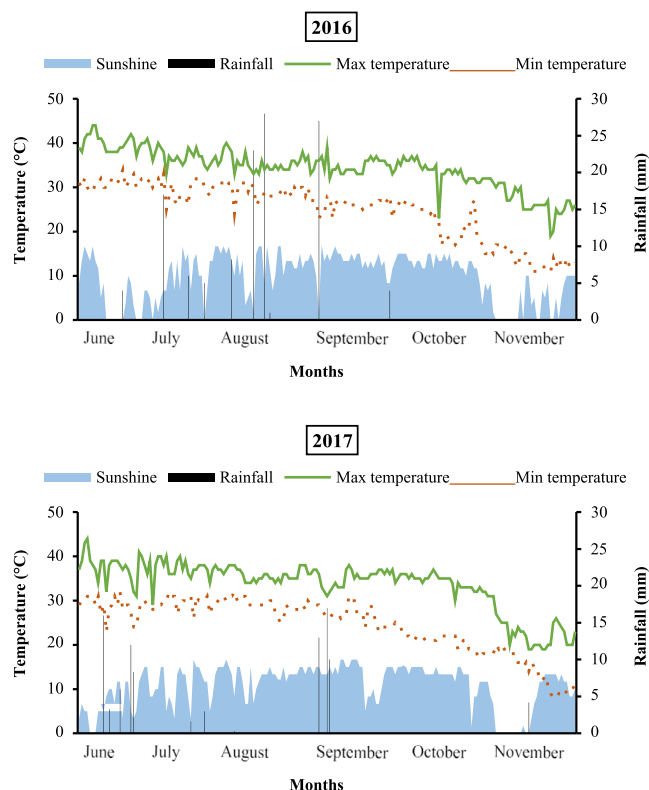 2016
Sunshine Rainfall Max temperature Min temperature
50 30
40 25
30 20
20 15
10 10
0 5
0
Temperature (°C)
Rainfall (mm)
June July August September October November
Months
2017
Sunshine Rainfall Max temperature Min temperature
50 30
40 25
30 20
20 15
10 10
0 5
0
Temperature (°C)
Rainfall (mm)
June July August September October November
Months